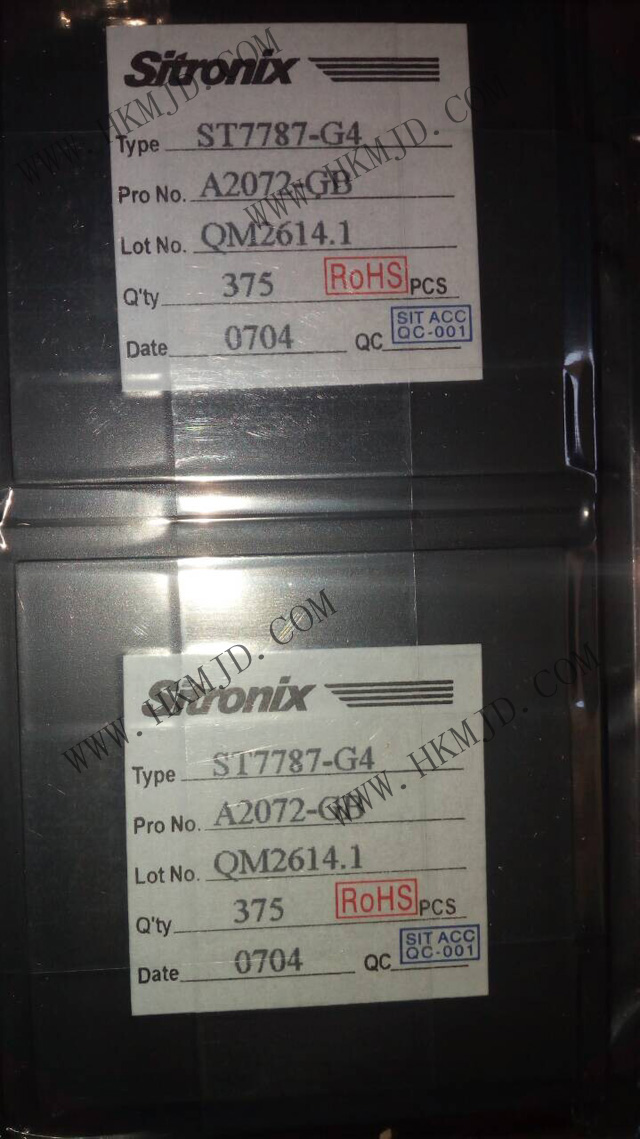 Sitronix
Type ST7787-G4
Pro No. A2072-GB
Lot No. QM2614.1
Q'ty 375 RoHS PCS
Date 0704 QC SIT ACC
QC-001
WWW.HKMJD.COM
WWW.HKMJD.COM
Sitronix
Type ST7787-G4
Pro No. A2072-GB
Lot No. QM2614.1
Q'ty 375 RoHS PCS
Date 0704 QC SIT ACC
QC-001
WWW.HKMJD.COM
WWW.HKMJD.COM